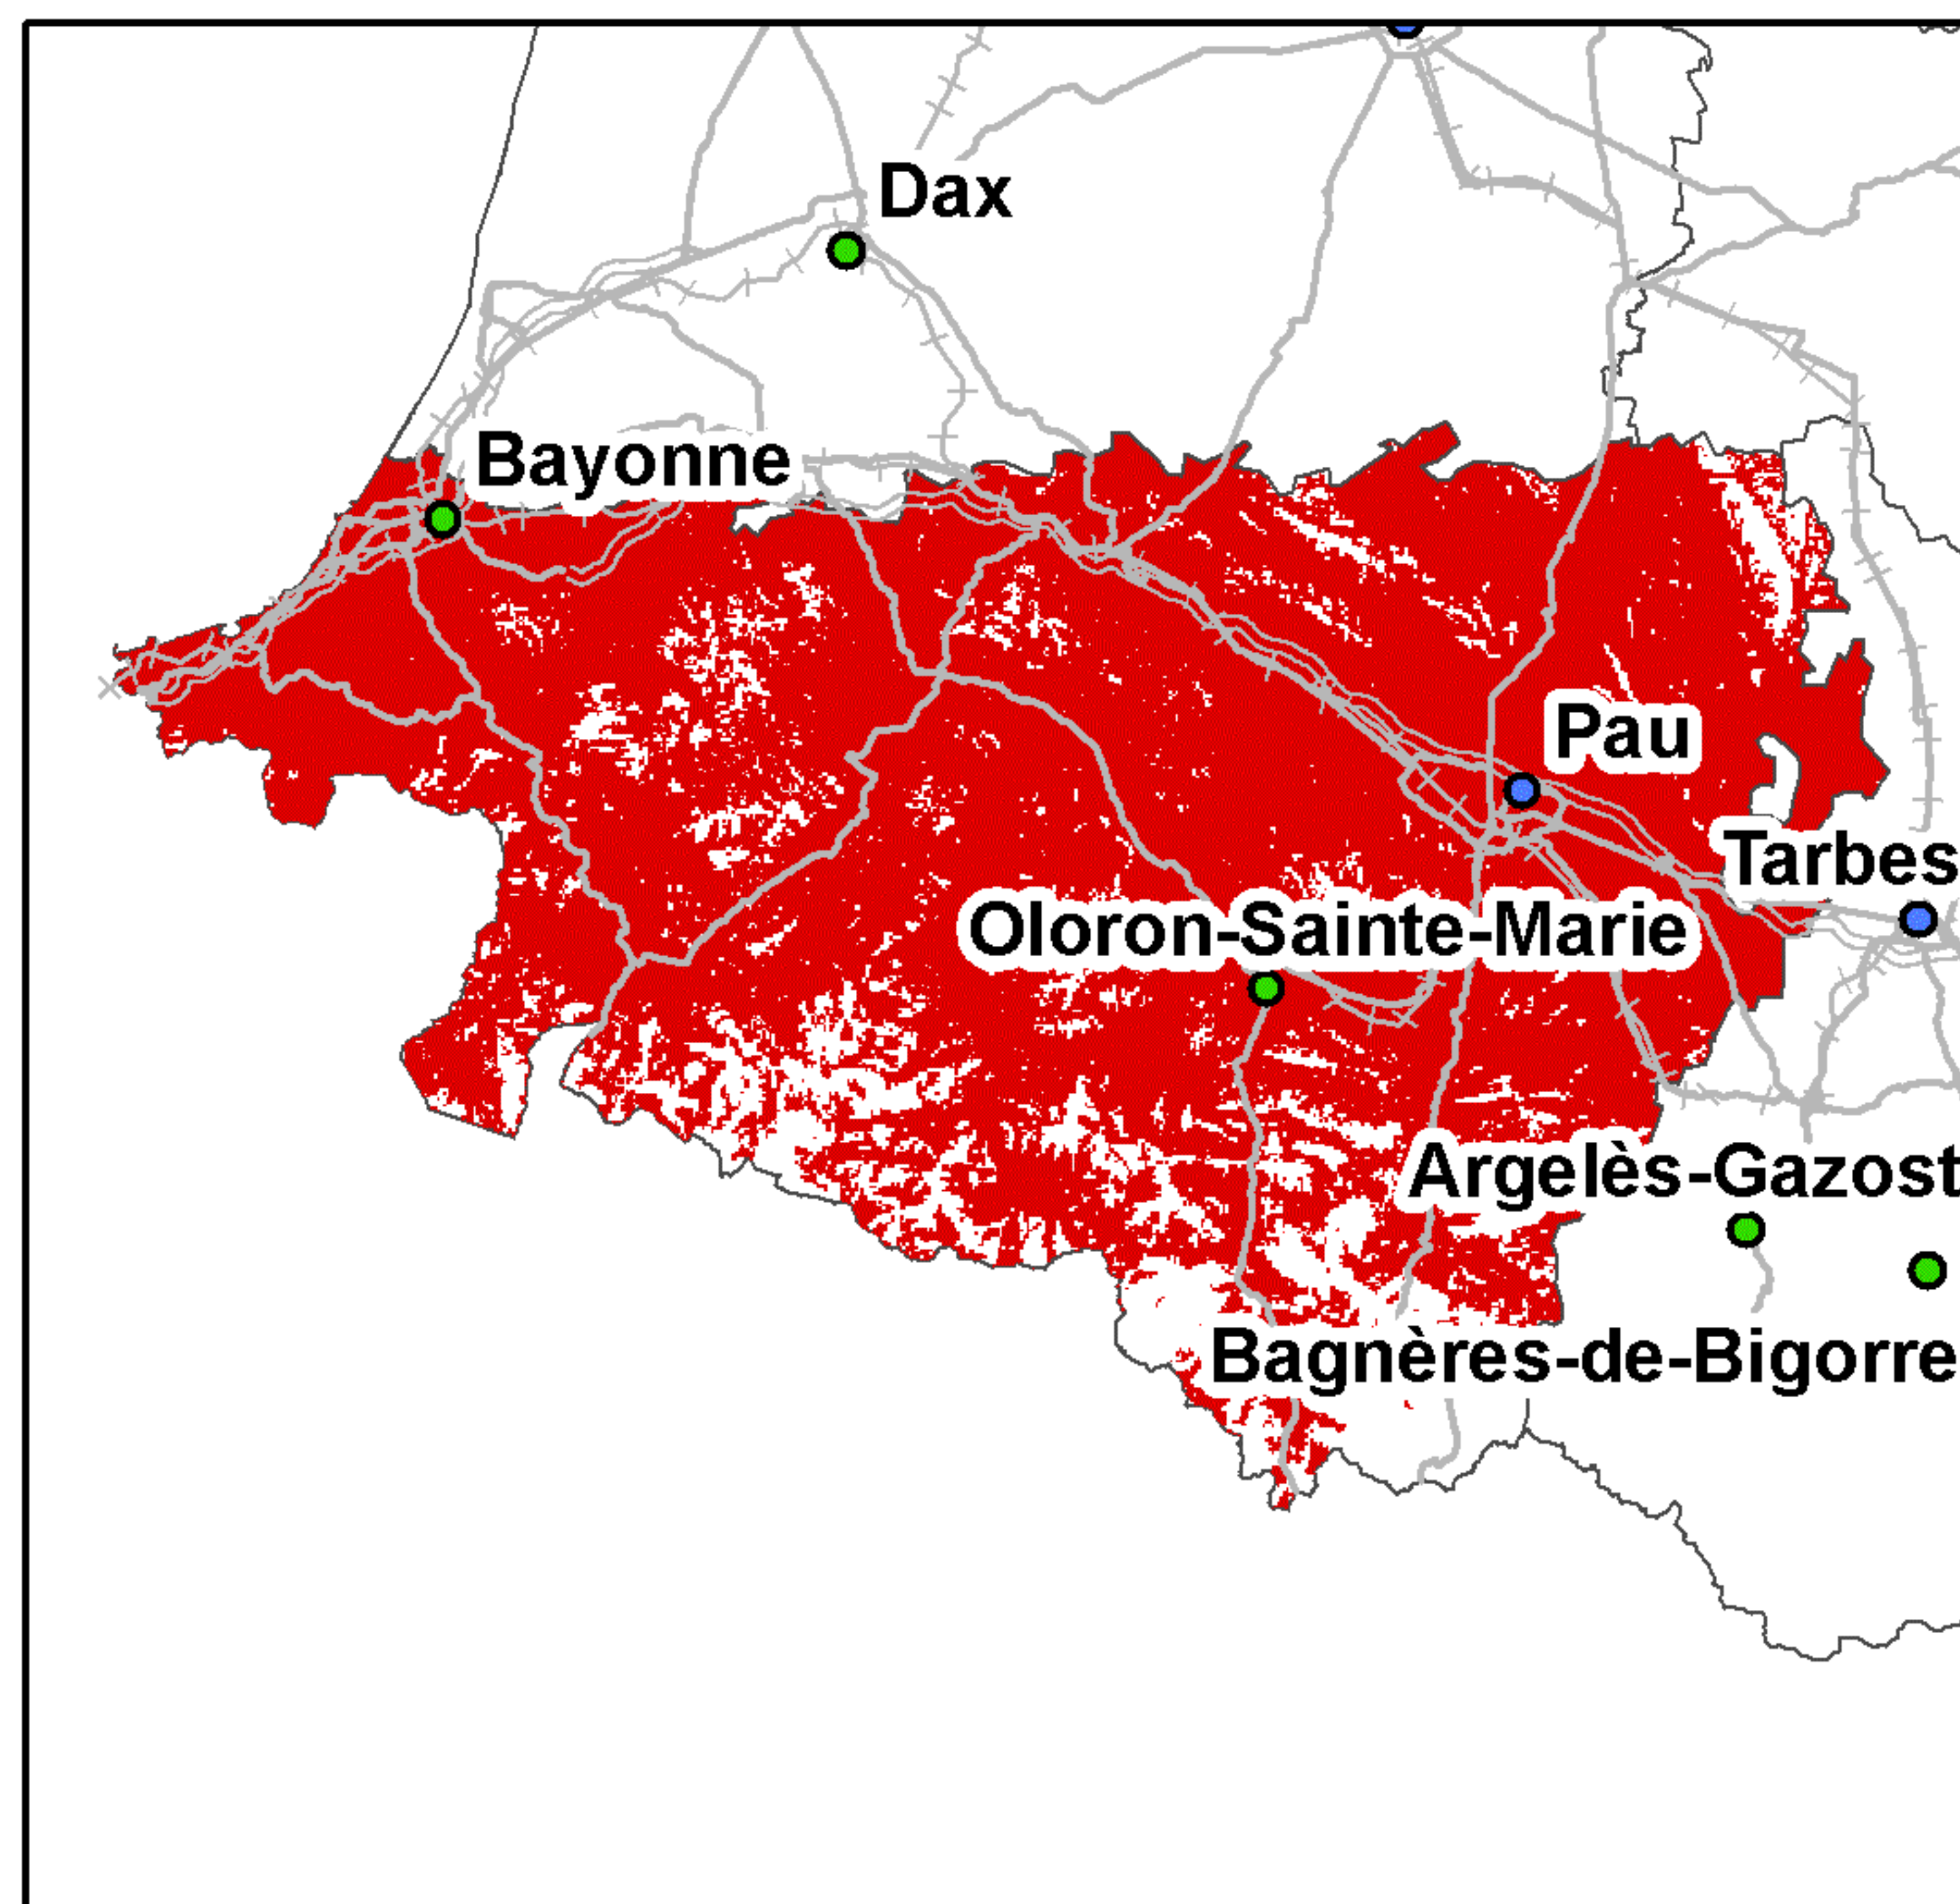 Dax
Bayonne
Pau
Tarbes
Oloron-Sainte-Marie
Argelès-Gazost
Bagnères-de-Bigorre